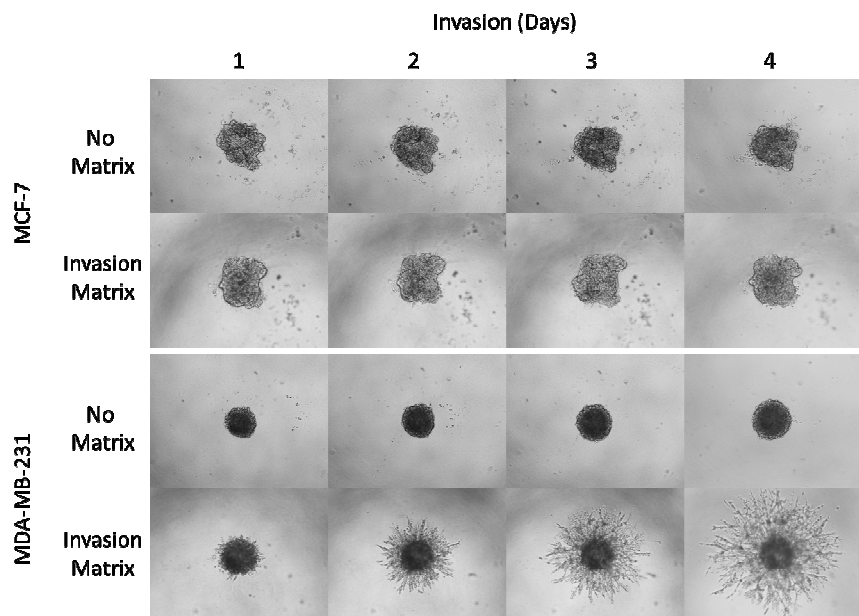 Invasion (Days)
1 2 3 4
MCF-7
No
Matrix
Invasion
Matrix
MDA-MB-231
No
Matrix
Invasion
Matrix